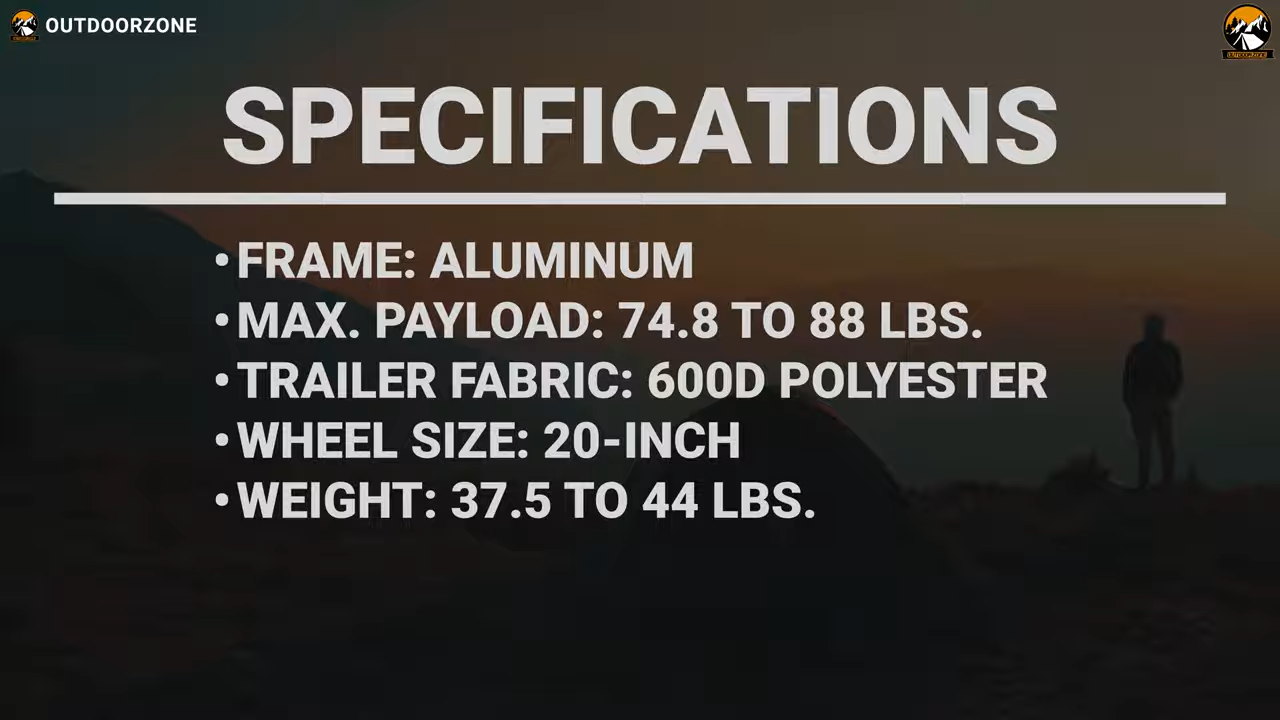 OUTDOORZONE
SPECIFICATIONS
• FRAME: ALUMINUM
• MAX. PAYLOAD: 74.8 TO 88 LBS.
• TRAILER FABRIC: 600D POLYESTER
• WHEEL SIZE: 20-INCH
• WEIGHT: 37.5 TO 44 LBS.